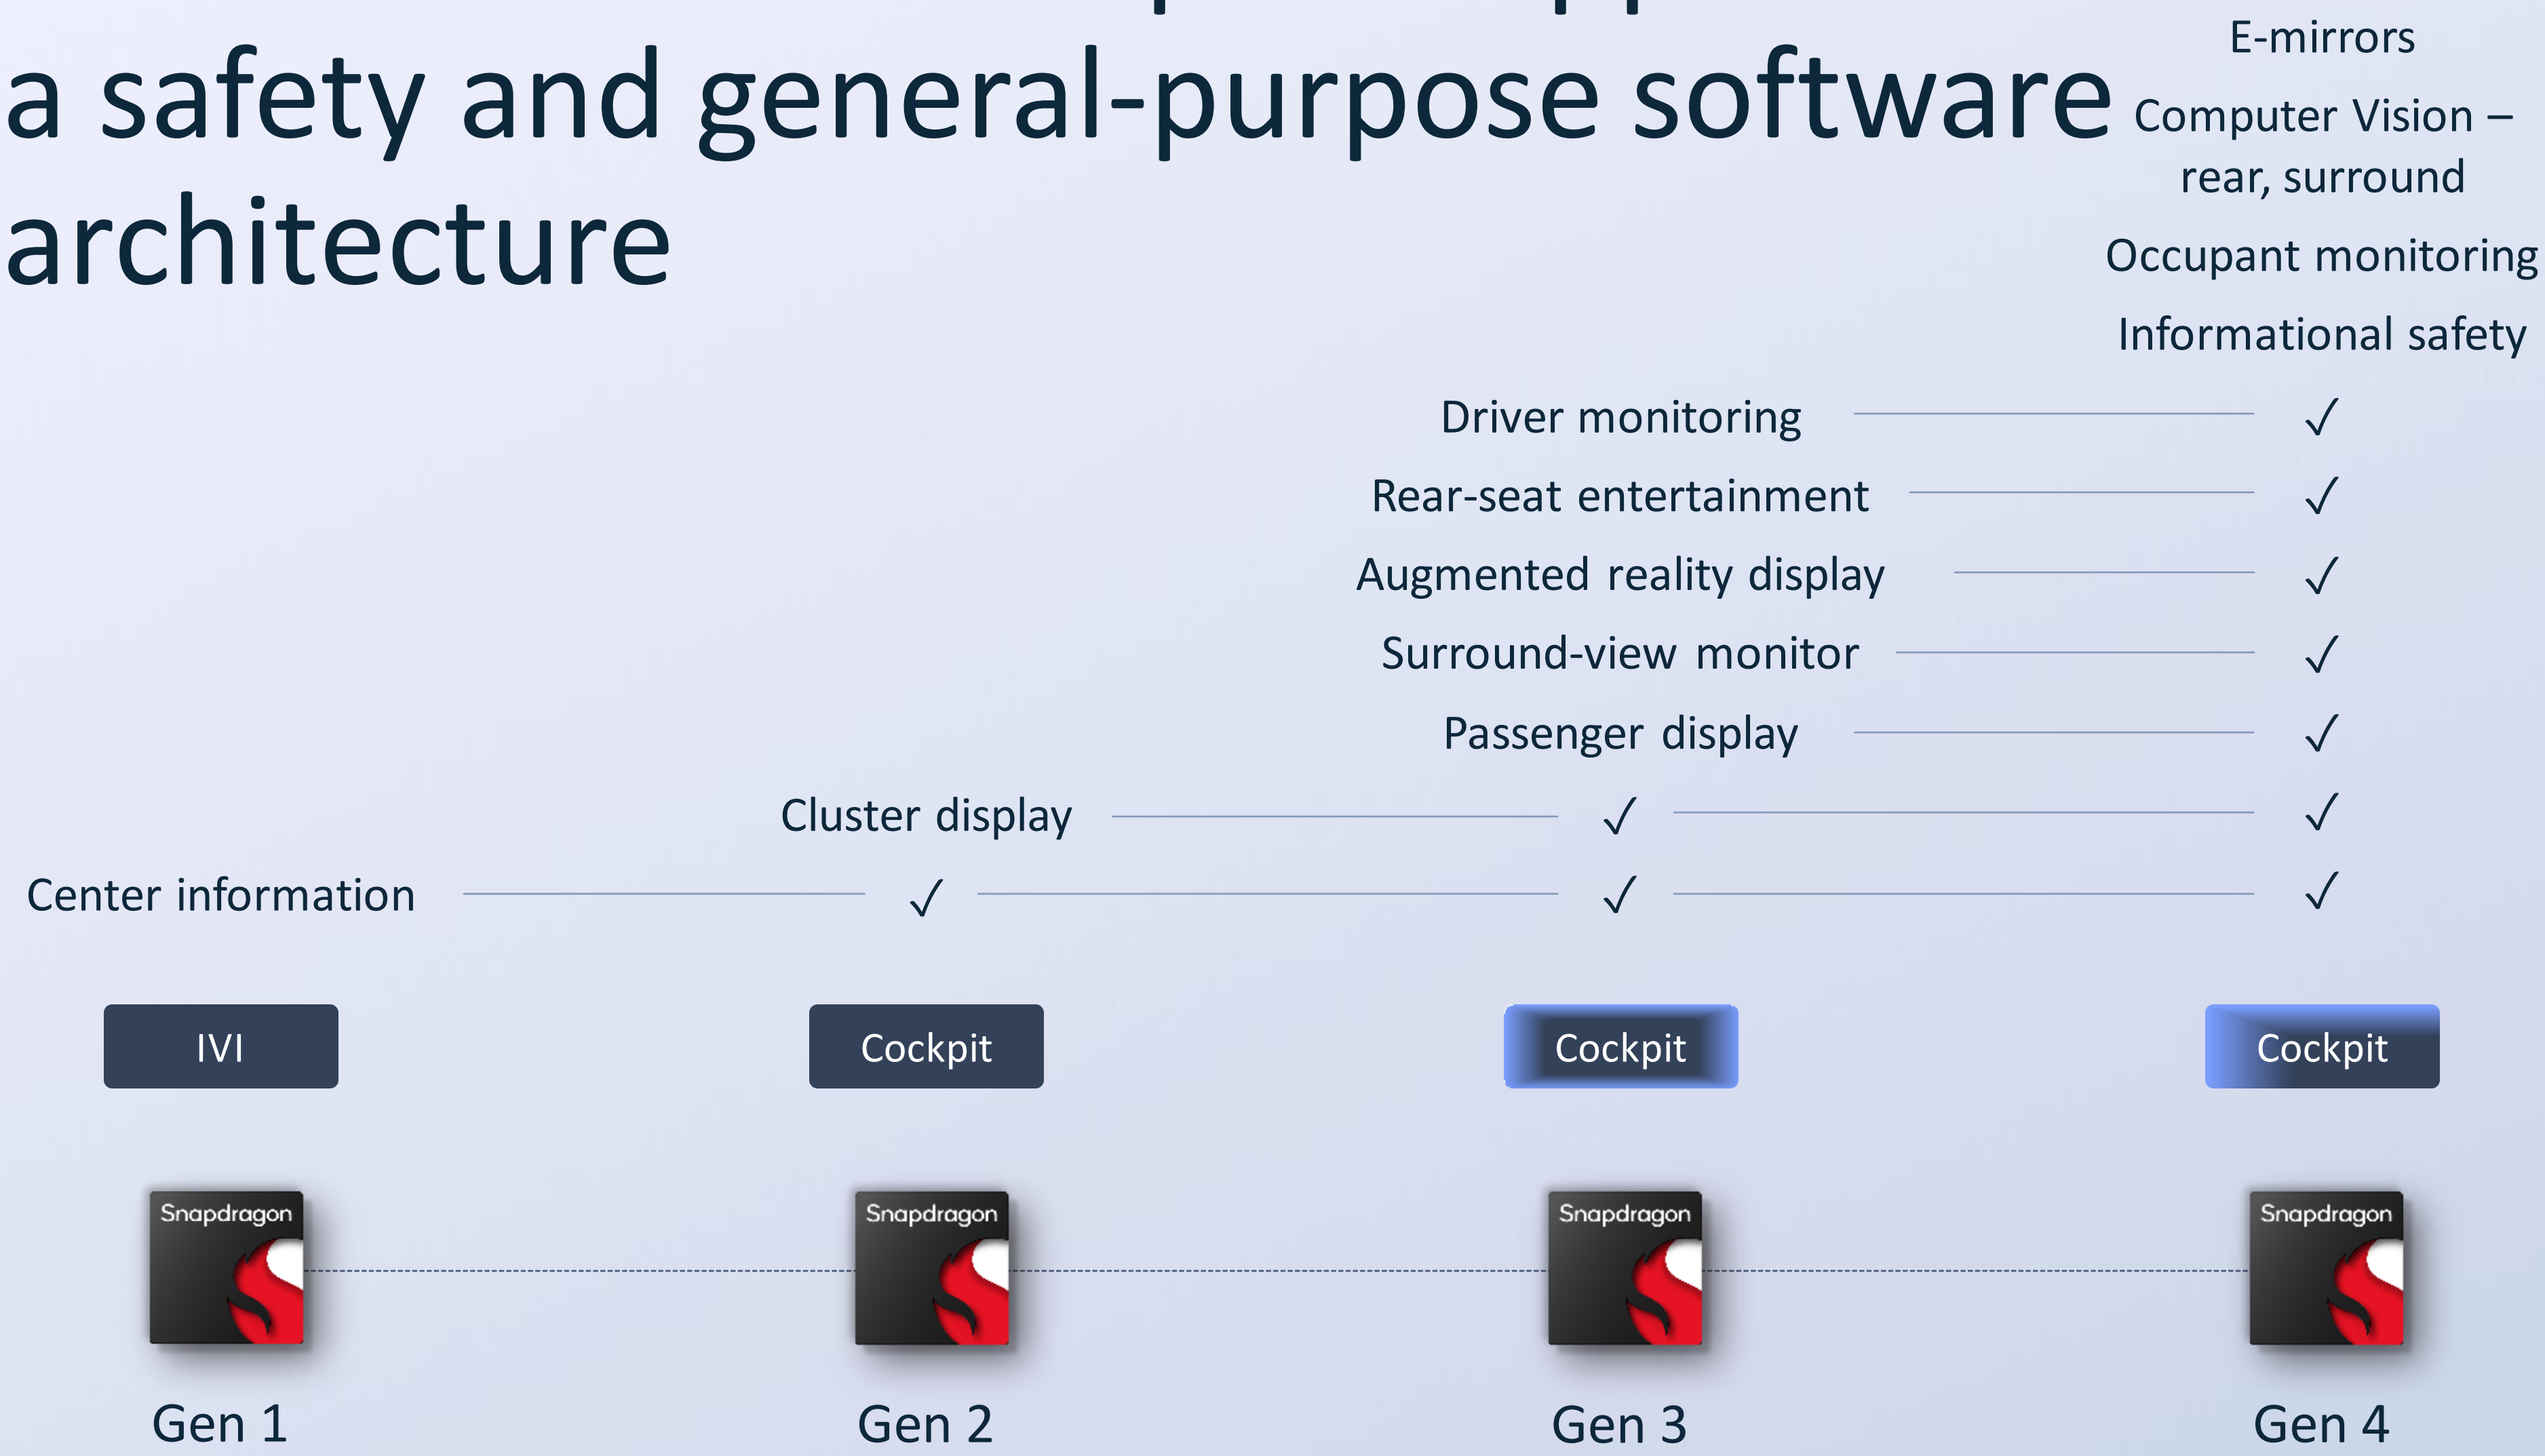 a safety and general-purpose software
architecture
E-mirrors
Computer Vision –
rear, surround
Occupant monitoring
Informational safety
Driver monitoring ✓
Rear-seat entertainment ✓
Augmented reality display ✓
Surround-view monitor ✓
Passenger display ✓
Cluster display ✓ ✓
Center information ✓ ✓ ✓
IVI Cockpit Cockpit Cockpit
Snapdragon Snapdragon Snapdragon Snapdragon
Gen 1 Gen 2 Gen 3 Gen 4